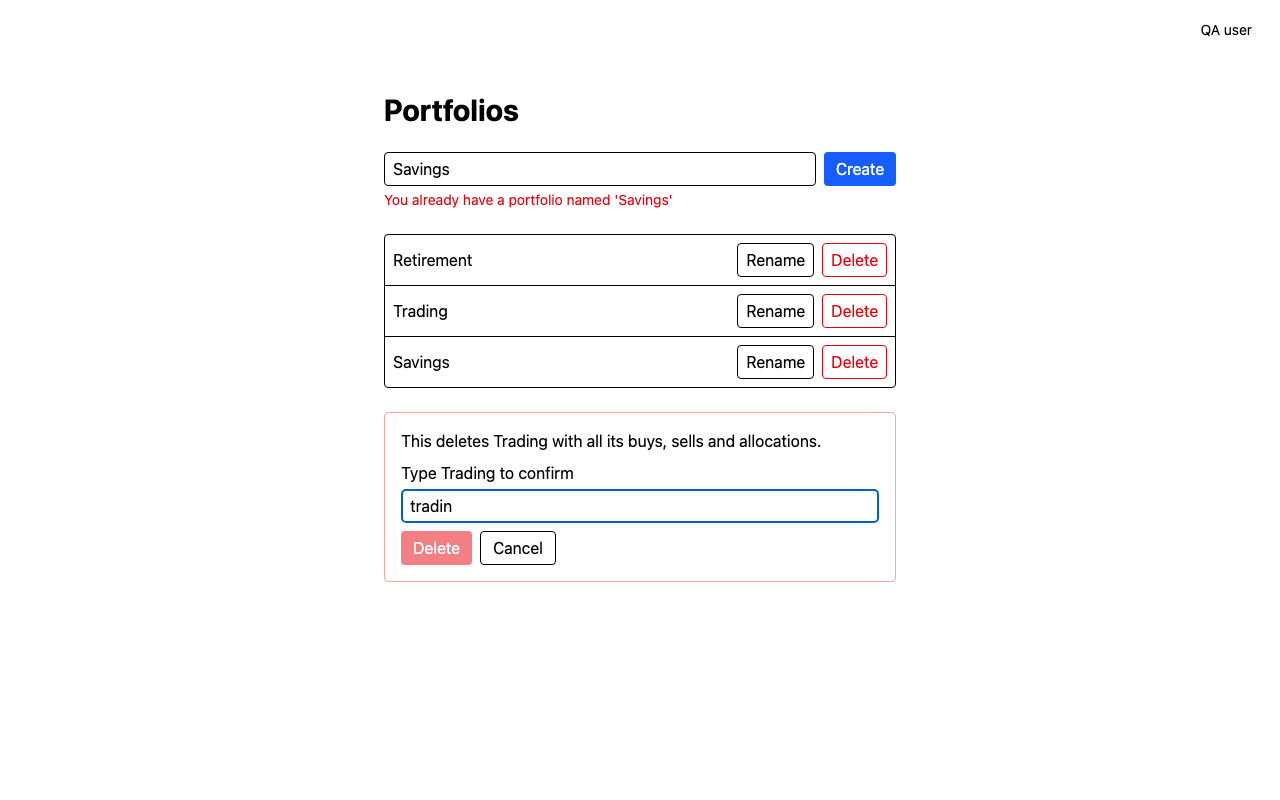 QA user
Portfolios
Savings Create
You already have a portfolio named 'Savings'
Retirement Rename Delete
Trading Rename Delete
Savings Rename Delete
This deletes Trading with all its buys, sells and allocations.
Type Trading to confirm
tradin
Delete Cancel